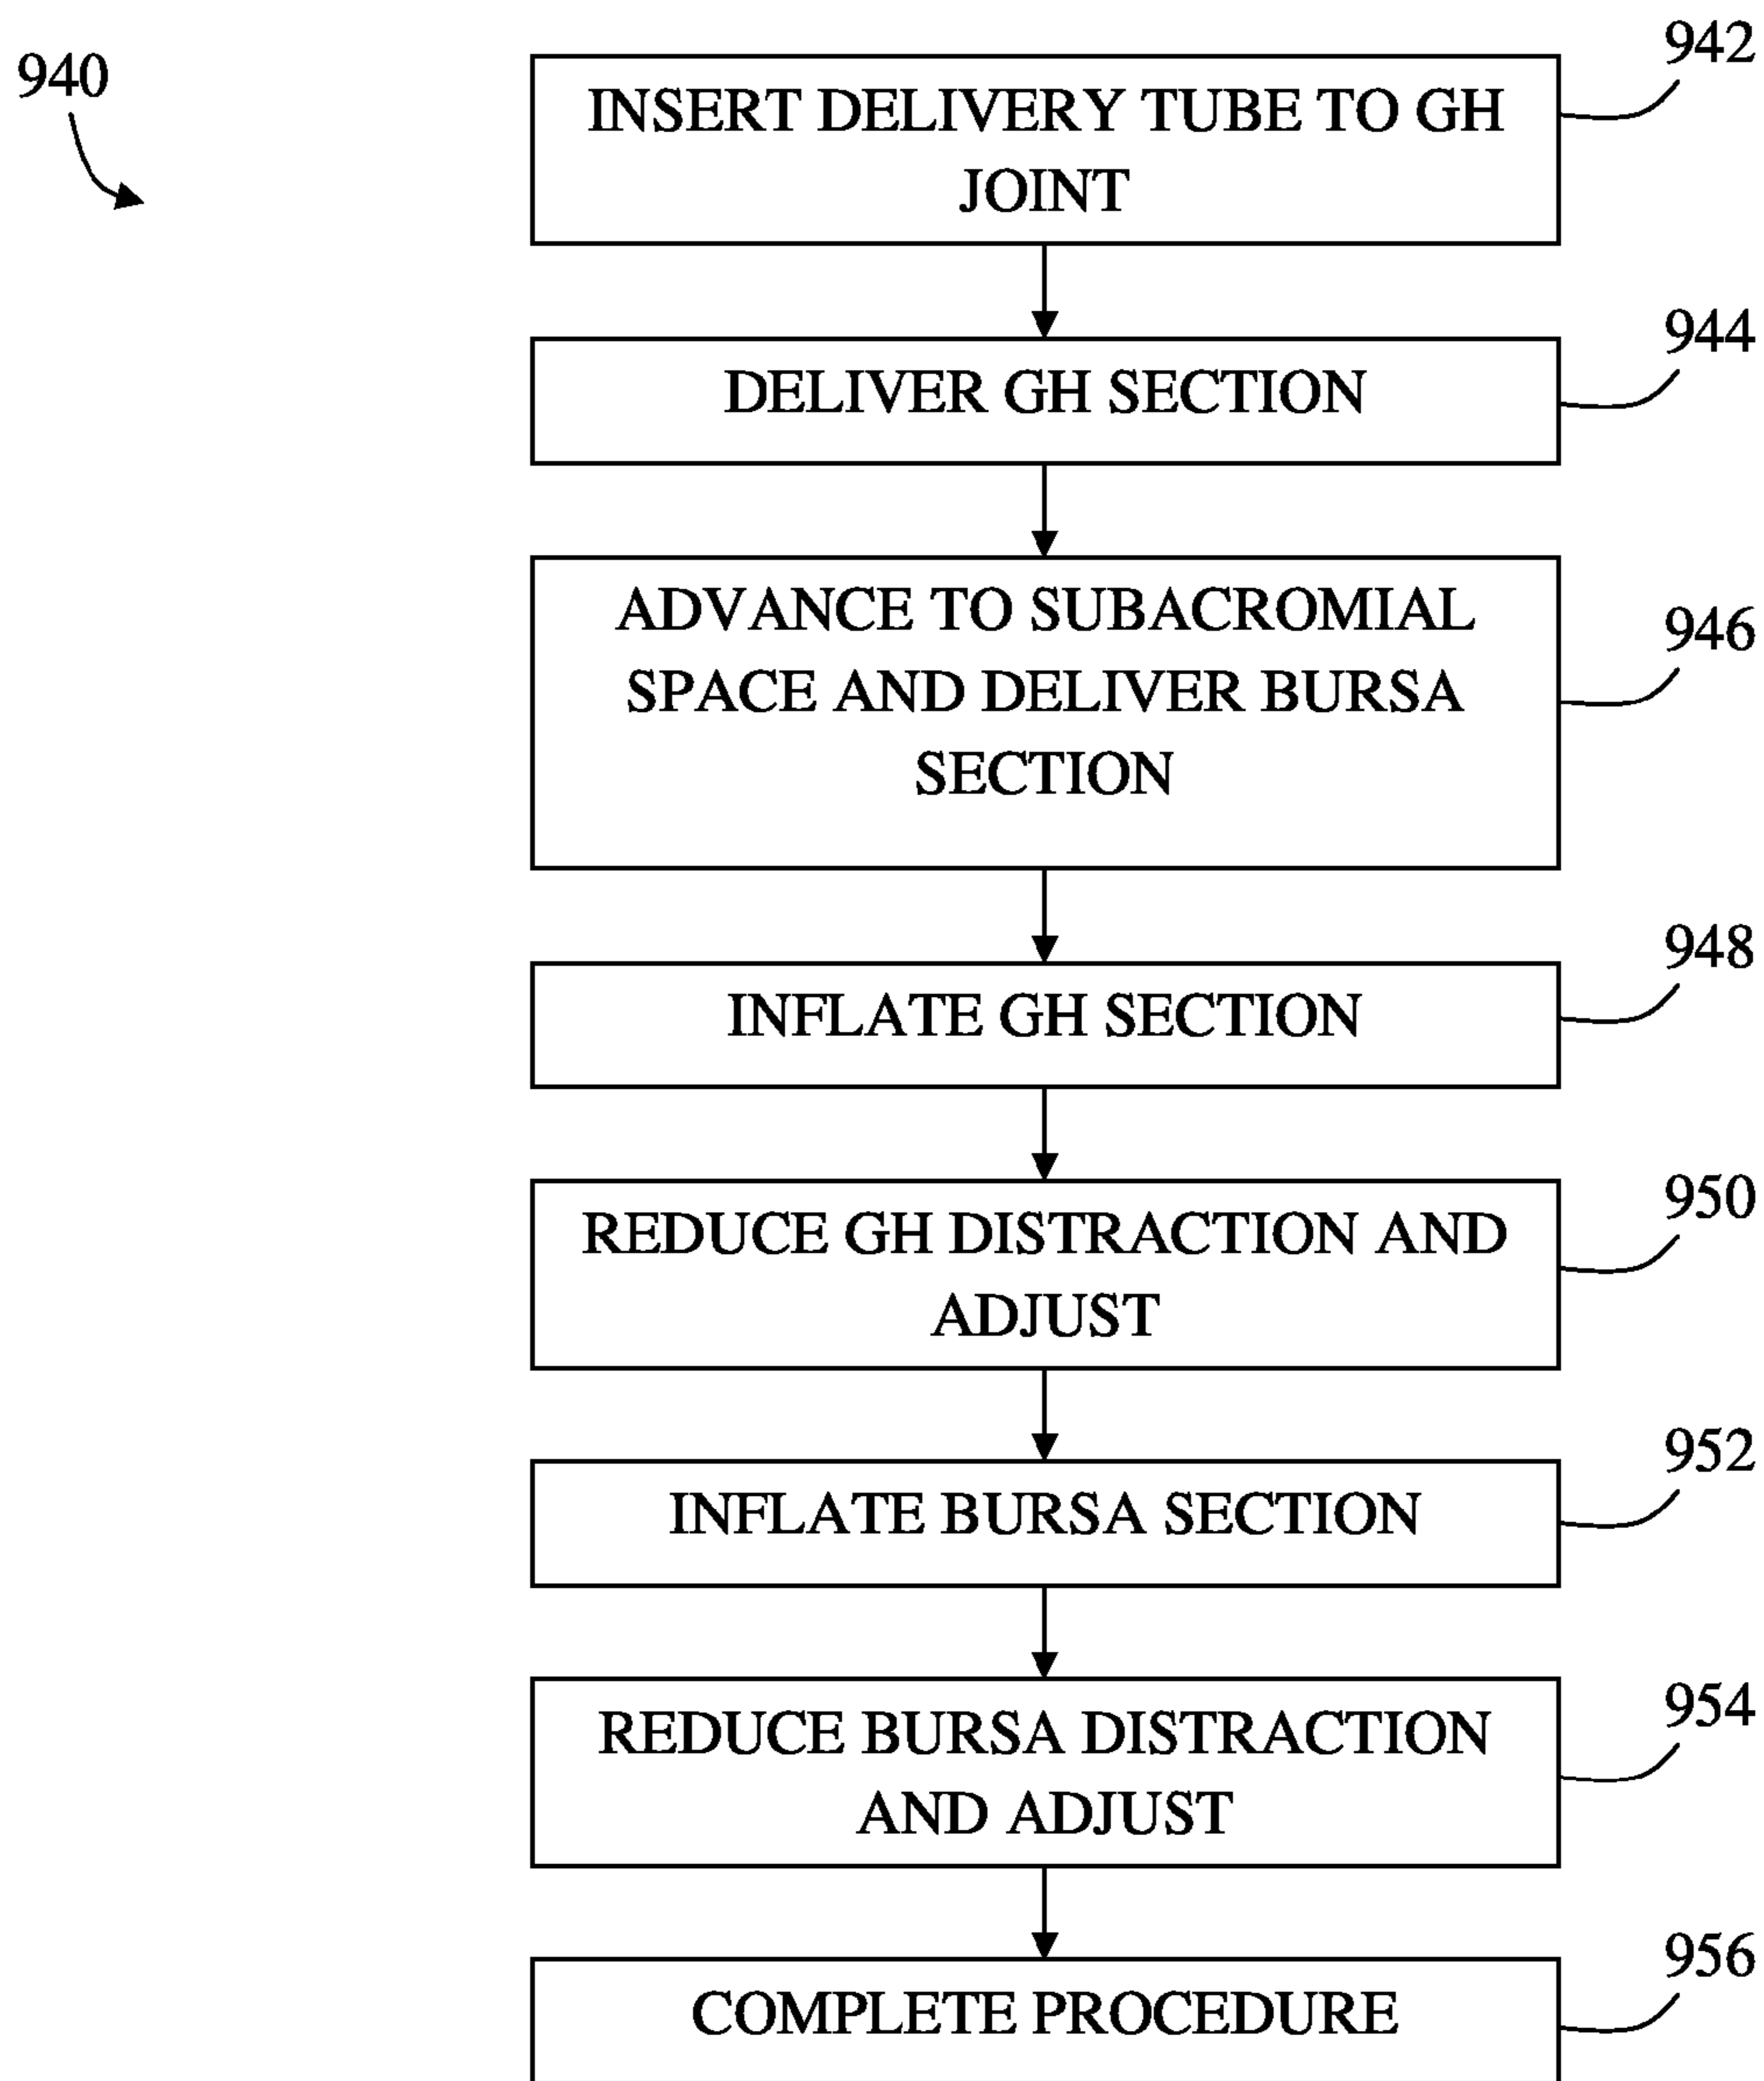 940
942
INSERT DELIVERY TUBE TO GH
JOINT
944
DELIVER GH SECTION
946
ADVANCE TO SUBACROMIAL
SPACE AND DELIVER BURSA
SECTION
948
INFLATE GH SECTION
950
REDUCE GH DISTRACTION AND
ADJUST
952
INFLATE BURSA SECTION
954
REDUCE BURSA DISTRACTION
AND ADJUST
956
COMPLETE PROCEDURE